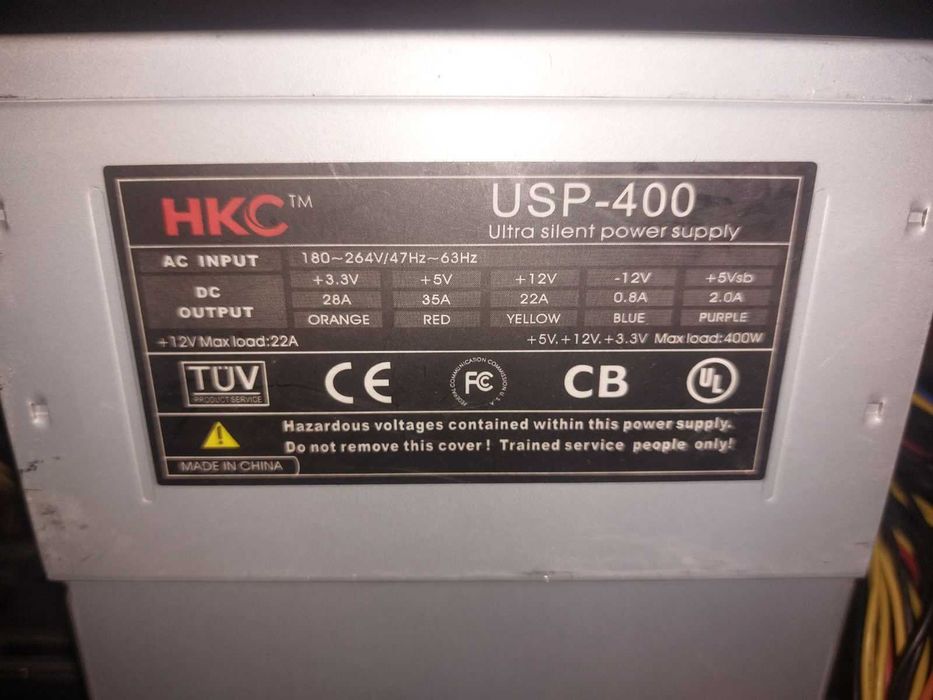 HKC™
USP-400
Ultra silent power supply
AC INPUT 180~264V/47Hz~63Hz
DC OUTPUT
+3.3V +5V +12V -12V +5Vsb
28A 35A 22A 0.8A 2.0A
ORANGE RED YELLOW BLUE PURPLE
+12V Max load:22A +5V.+12V.+3.3V Max load:400W
TÜV
PRODUCT SERVICE
CE
FEDERAL COMMUNICATION COMMISSION U.S.A
FC
CB
UL
Hazardous voltages contained within this power supply.
Do not remove this cover! Trained service people only!
MADE IN CHINA